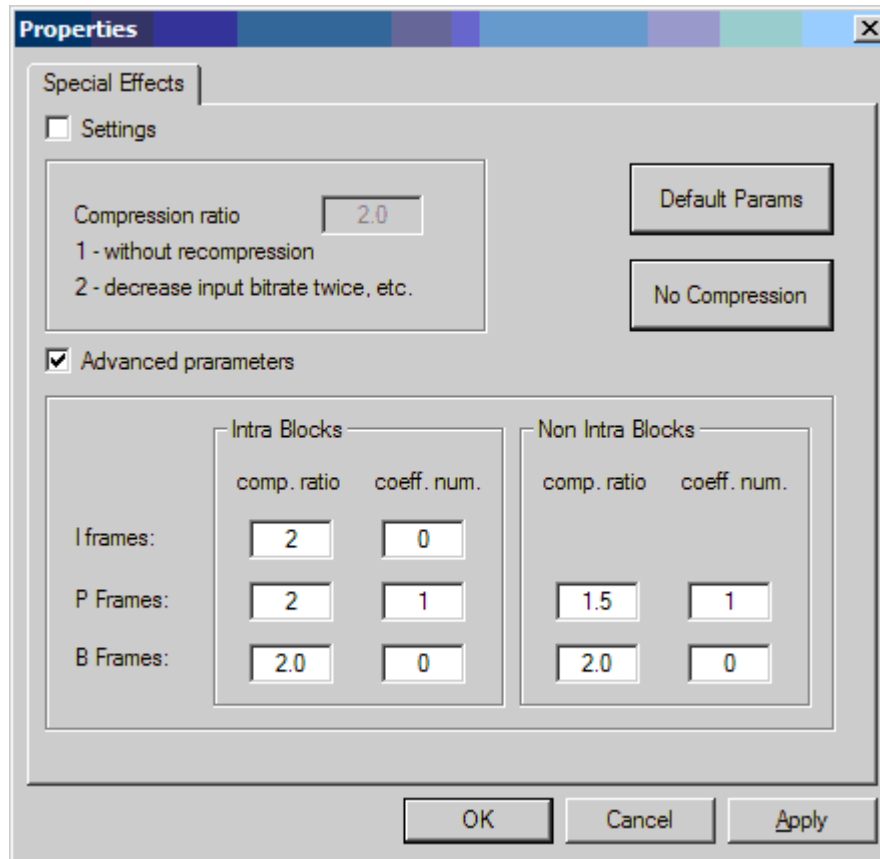 Properties
Special Effects
Settings
Compression ratio 2.0
1 - without recompression
2 - decrease input bitrate twice, etc.
Default Params
No Compression
Advanced prarameters
Intra Blocks Non Intra Blocks
comp. ratio coeff. num. comp. ratio coeff. num.
I frames: 2 0
P Frames: 2 1 1.5 1
B Frames: 2.0 0 2.0 0
OK Cancel Apply